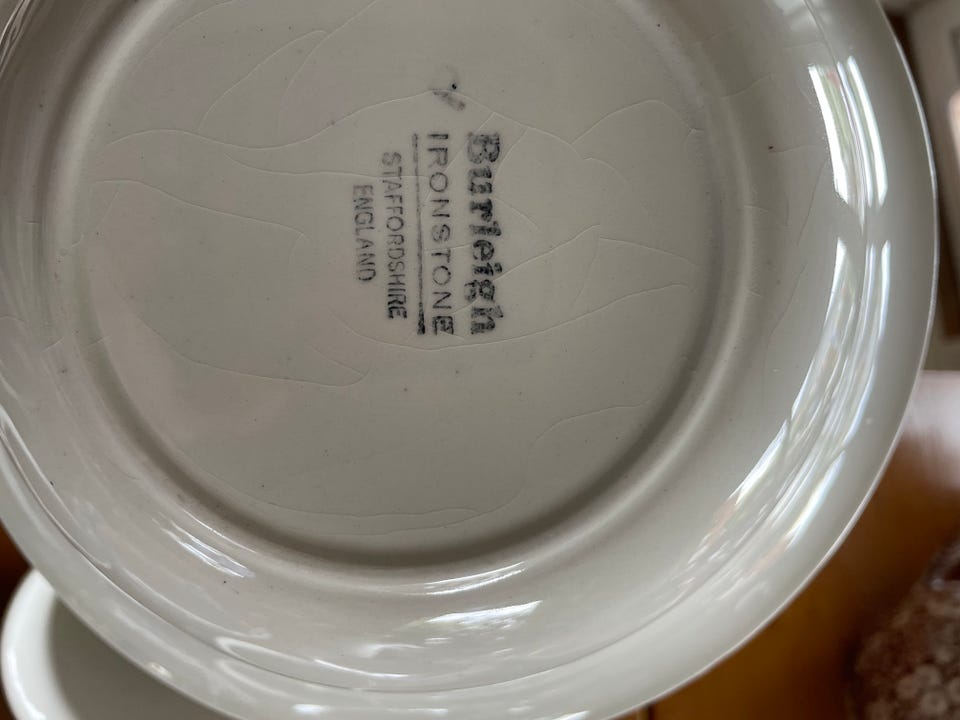 Burleigh
IRONSTONE
STAFFORDSHIRE
ENGLAND